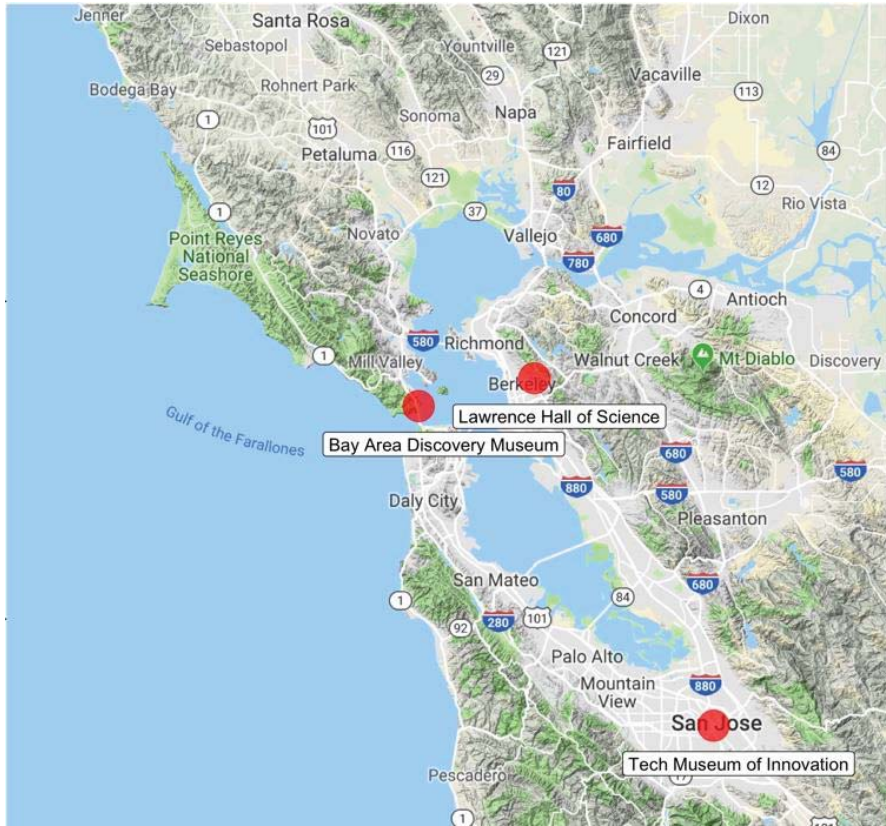 Jenner
Santa Rosa
Dixon
Sebastopol
Yountville
121
Vacaville
29
Bodega Bay
Rohnert Park
113
Napa
1
101
Sonoma
Fairfield
84
Petaluma
116
121
80
12
Rio Vista
1
37
Novato
Vallejo
680
Point Reyes
National
Seashore
780
4
Antioch
Concord
580
Richmond
1
Mill Valley
Walnut Creek
Mt Diablo
Discovery
Berkeley
Gulf of the Farallones
Lawrence Hall of Science
Bay Area Discovery Museum
680
580
880
580
Daly City
Pleasanton
San Mateo
680
1
84
92
280
101
Palo Alto
Mountain
View
880
San Jose
Tech Museum of Innovation
Pescadero
17
1
101